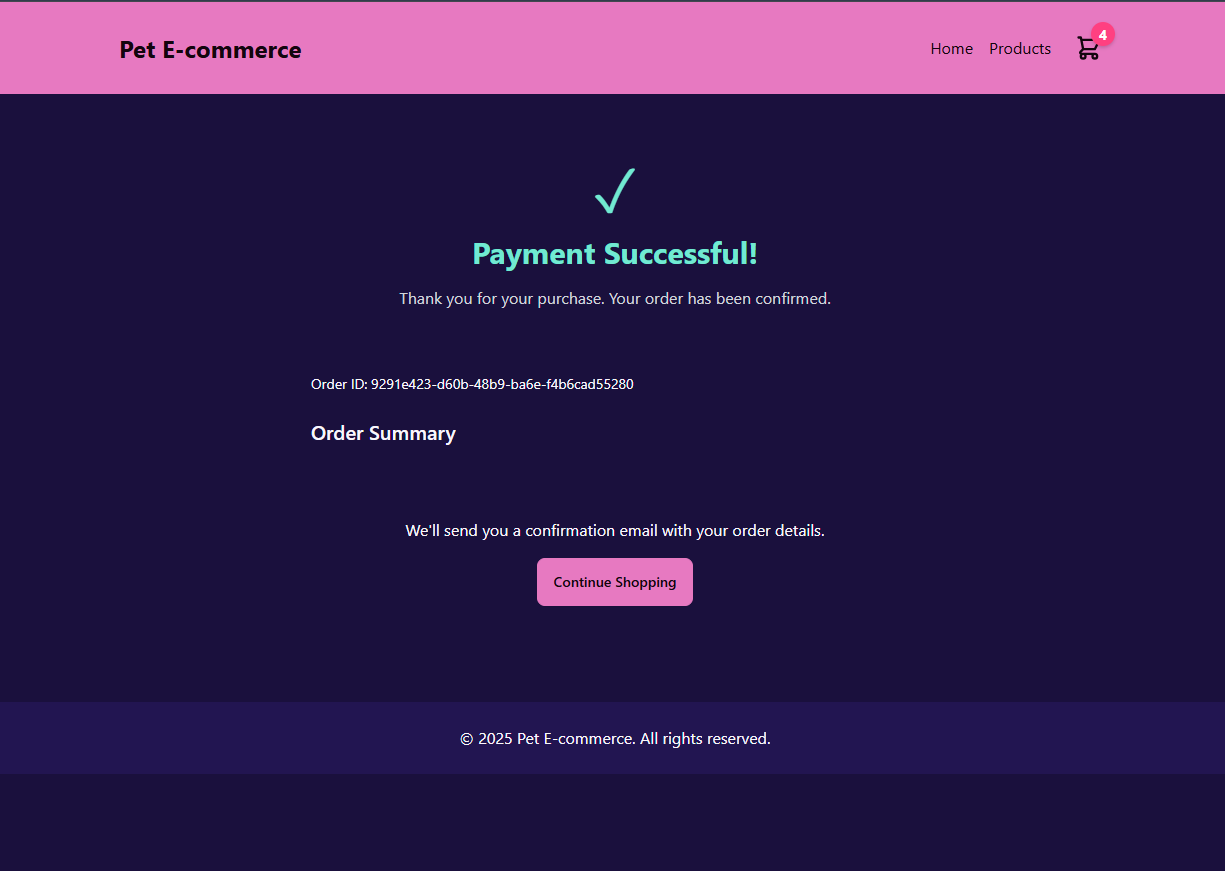 Pet E-commerce
Home Products 4
Payment Successful!
Thank you for your purchase. Your order has been confirmed.
Order ID: 9291e423-d60b-48b9-ba6e-f4b6cad55280
Order Summary
We'll send you a confirmation email with your order details.
Continue Shopping
© 2025 Pet E-commerce. All rights reserved.